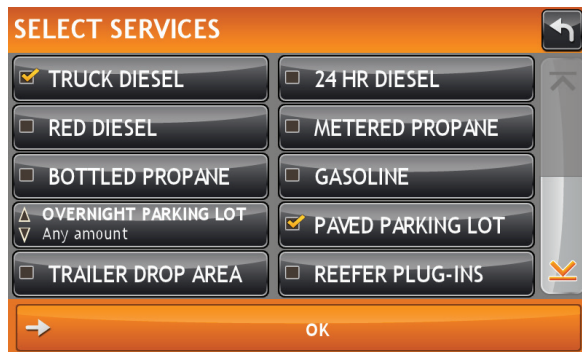 SELECT SERVICES
TRUCK DIESEL
24 HR DIESEL
RED DIESEL
METERED PROPANE
BOTTLED PROPANE
GASOLINE
OVERNIGHT PARKING LOT
Any amount
PAVED PARKING LOT
TRAILER DROP AREA
REEFER PLUG-INS
OK